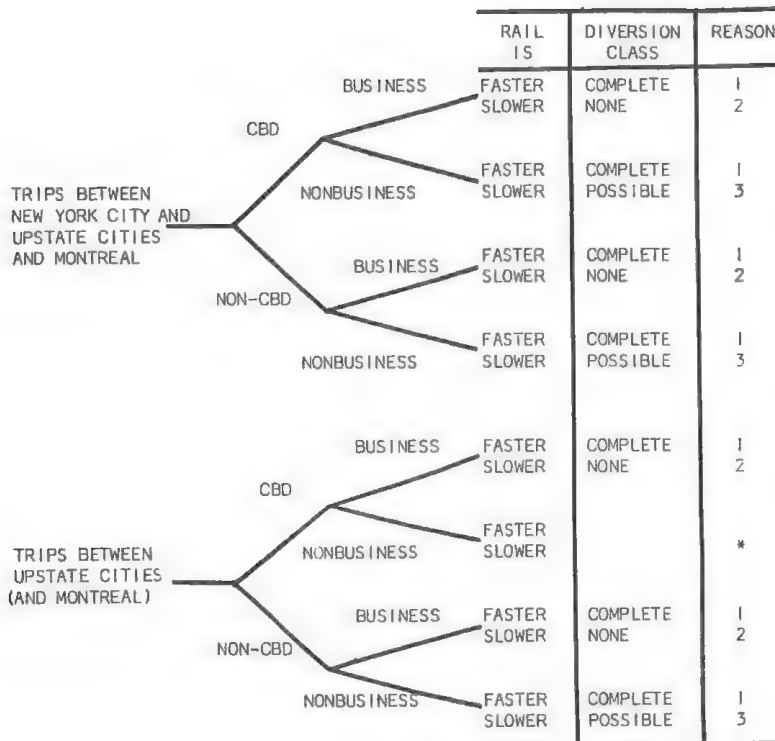 RAIL IS DIVERSION CLASS REASON
BUSINESS FASTER COMPLETE 1
SLOWER NONE 2
CBD
NONBUSINESS FASTER COMPLETE 1
SLOWER POSSIBLE 3
TRIPS BETWEEN
NEW YORK CITY AND
UPSTATE CITIES
AND MONTREAL
BUSINESS FASTER COMPLETE 1
SLOWER NONE 2
NON-CBD
NONBUSINESS FASTER COMPLETE 1
SLOWER POSSIBLE 3
BUSINESS FASTER COMPLETE 1
SLOWER NONE 2
CBD
NONBUSINESS FASTER
SLOWER *
TRIPS BETWEEN
UPSTATE CITIES
(AND MONTREAL)
BUSINESS FASTER COMPLETE 1
SLOWER NONE 2
NON-CBD
NONBUSINESS FASTER COMPLETE 1
SLOWER POSSIBLE 3